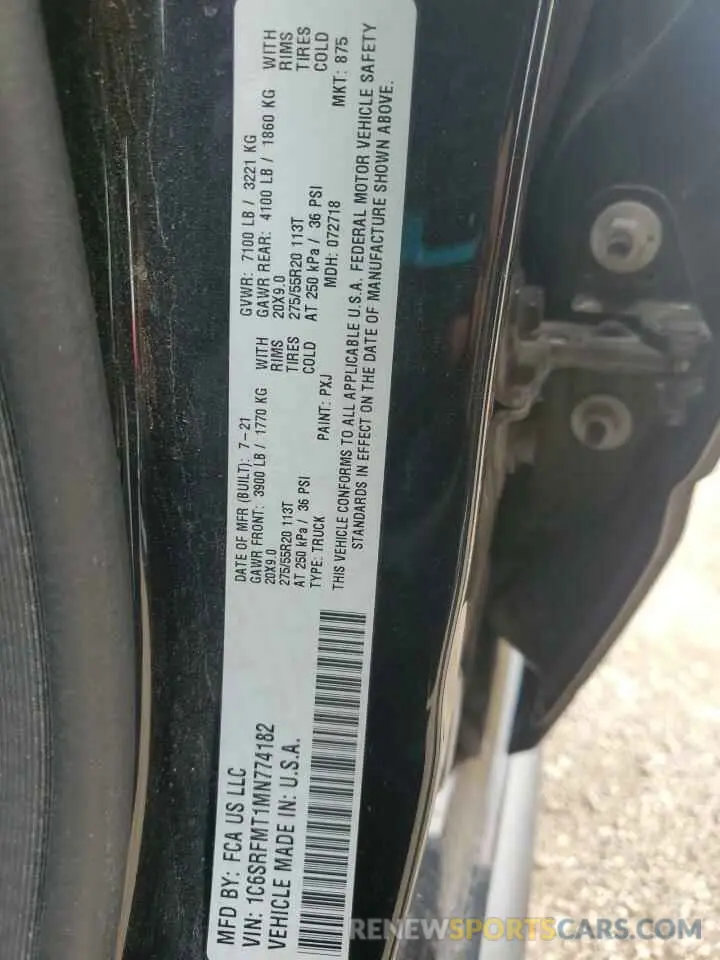 MFD BY: FCA US LLC
VIN: 1C6SRFMT1MN774182
VEHICLE MADE IN: U.S.A.
DATE OF MFR (BUILT): 7-21
GAWR FRONT: 3900 LB / 1770 KG WITH
20X9.0 RIMS
275/55R20 113T TIRES
AT 250 kPa / 36 PSI COLD
TYPE: TRUCK PAINT: PXJ
GVWR: 7100 LB / 3221 KG
GAWR REAR: 4100 LB / 1860 KG WITH
20X9.0 RIMS
275/55R20 113T TIRES
AT 250 kPa / 36 PSI COLD
MDH: 072718 MKT: 875
THIS VEHICLE CONFORMS TO ALL APPLICABLE U.S.A. FEDERAL MOTOR VEHICLE SAFETY
STANDARDS IN EFFECT ON THE DATE OF MANUFACTURE SHOWN ABOVE.
RENEWSPORTSCARS.COM